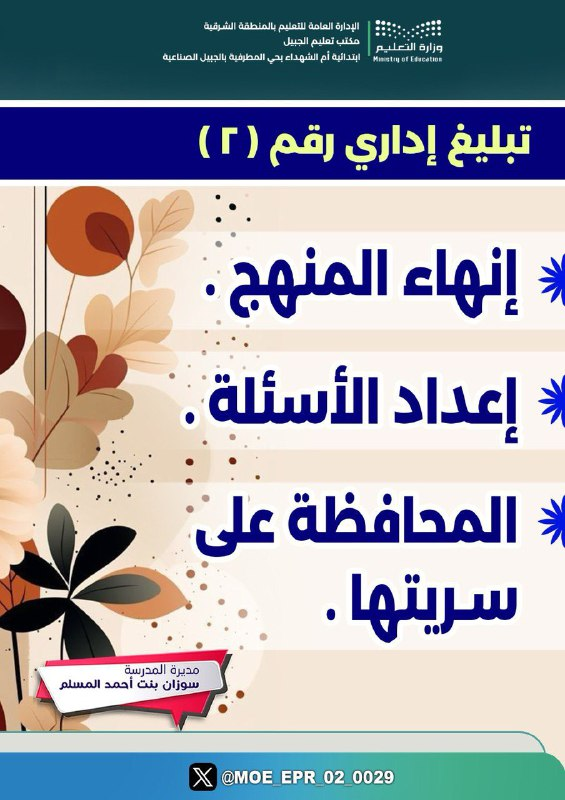 الإدارة العامة للتعليم بالمنطقة الشرقية
مكتب تعليم الجبيل
ابتدائية أم الشهداء بحي المطرفية بالجبيل الصناعية
وزارة التعليم
Ministry of Education
تبليغ إداري رقم ( ٢ )
إنهاء المنهج .
إعداد الأسئلة .
المحافظة على
سريتها .
مديرة المدرسة
سوزان بنت أحمد المسلم
@MOE_EPR_02_0029